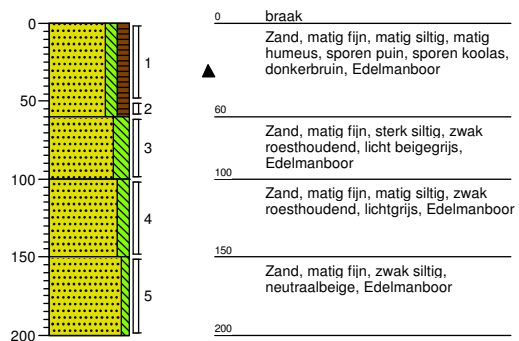 0
50
100
150
200
1
2
3
4
5
0 braak
Zand, matig fijn, matig siltig, matig
humeus, sporen puin, sporen koolas,
donkerbruin, Edelmanboor
60
Zand, matig fijn, sterk siltig, zwak
roesthoudend, licht beigegrijs,
Edelmanboor
100
Zand, matig fijn, matig siltig, zwak
roesthoudend, lichtgrijs, Edelmanboor
150
Zand, matig fijn, zwak siltig,
neutraalbeige, Edelmanboor
200